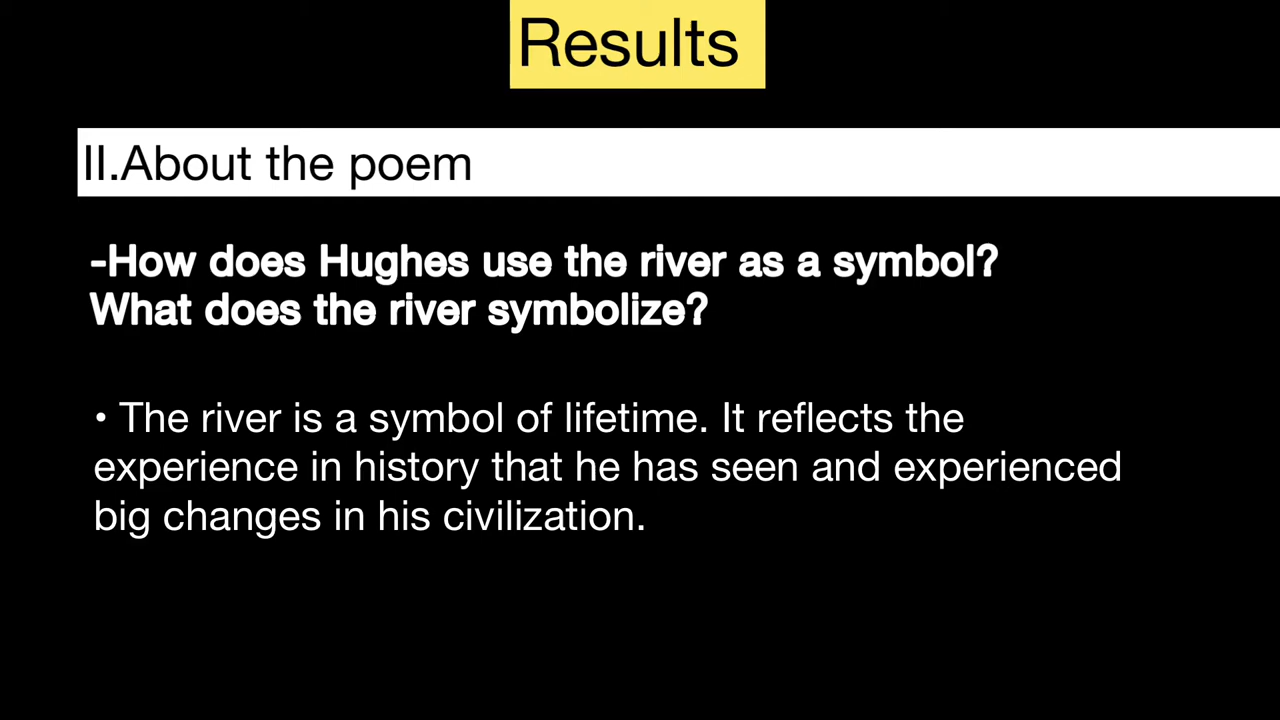 Results
II.About the poem
-How does Hughes use the river as a symbol?
What does the river symbolize?
• The river is a symbol of lifetime. It reflects the
experience in history that he has seen and experienced
big changes in his civilization.